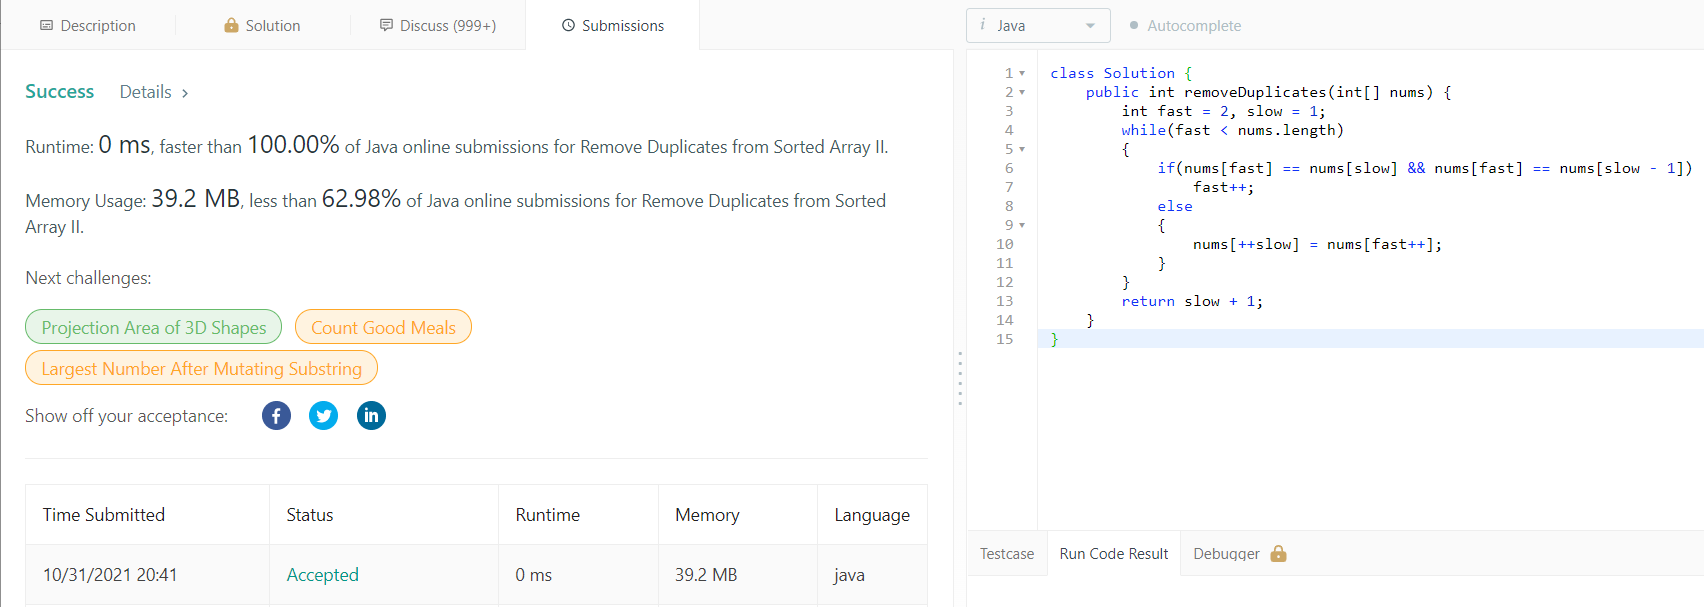 Description
Solution
Discuss (999+)
Submissions
Success Details >
Runtime: 0 ms, faster than 100.00% of Java online submissions for Remove Duplicates from Sorted Array II.
Memory Usage: 39.2 MB, less than 62.98% of Java online submissions for Remove Duplicates from Sorted
Array II.
Next challenges:
Projection Area of 3D Shapes
Count Good Meals
Largest Number After Mutating Substring
Show off your acceptance:
Time Submitted Status Runtime Memory Language
10/31/2021 20:41 Accepted 0 ms 39.2 MB java
i Java
Autocomplete
1 class Solution {
2     public int removeDuplicates(int[] nums) {
3         int fast = 2, slow = 1;
4         while(fast < nums.length)
5         {
6             if(nums[fast] == nums[slow] && nums[fast] == nums[slow - 1])
7                 fast++;
8             else
9             {
10                 nums[++slow] = nums[fast++];
11             }
12         }
13         return slow + 1;
14     }
15 }
Testcase
Run Code Result
Debugger